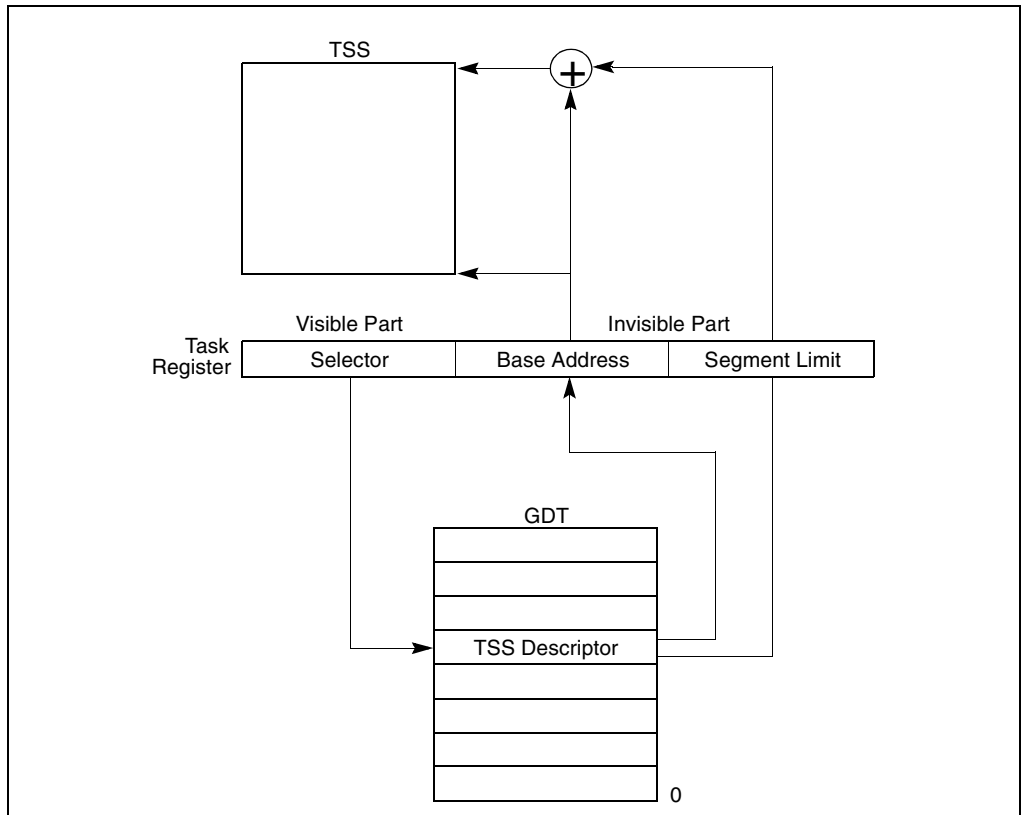 TSS
+
Visible Part
Invisible Part
Task
Register
Selector
Base Address
Segment Limit
GDT
TSS Descriptor
0